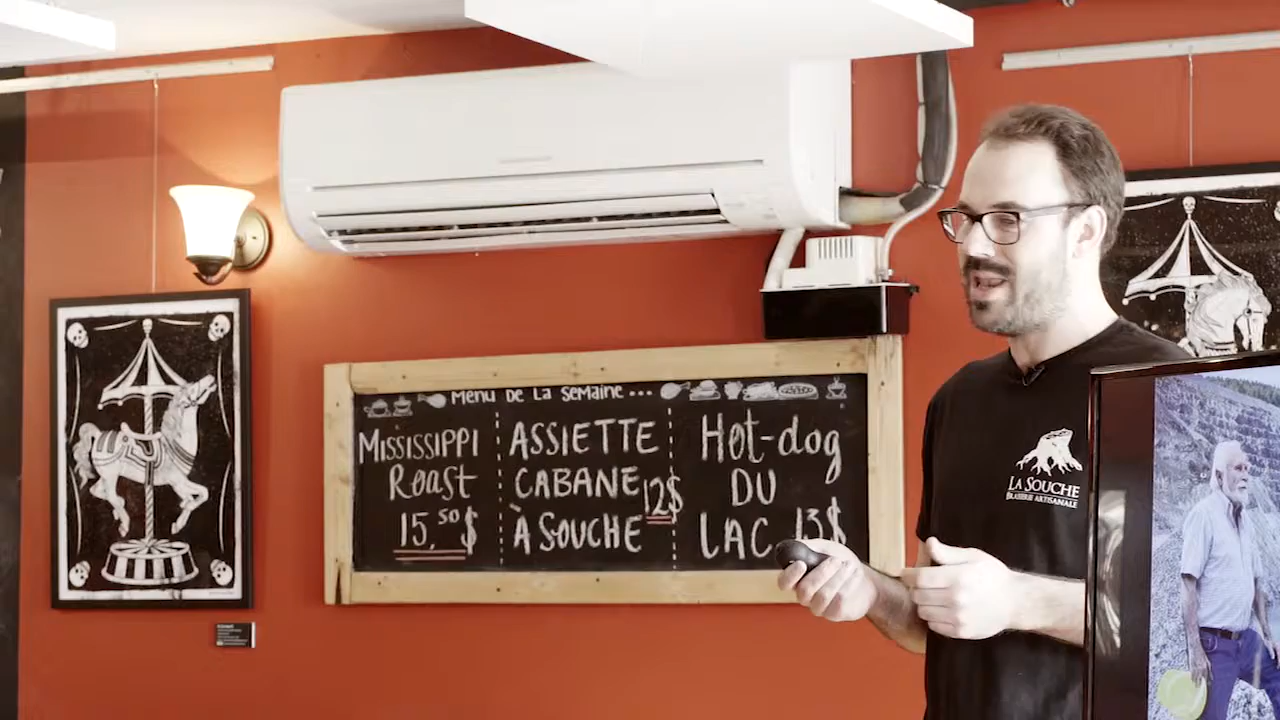 Menu De La Semaine...
Mississippi
Roast
15,50$
ASSIETTE
CABANE
À SOUCHE
12$
Hot-dog
DU
LAC 13$
LA SOUCHE
BRASSERIE ARTISANALE